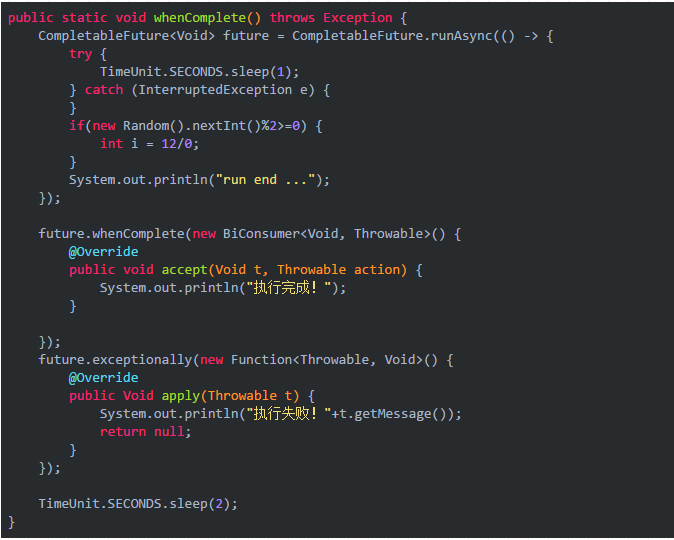 public static void whenComplete() throws Exception {
    CompletableFuture<Void> future = CompletableFuture.runAsync(() -> {
        try {
            TimeUnit.SECONDS.sleep(1);
        } catch (InterruptedException e) {
        }
        if(new Random().nextInt()%2>=0) {
            int i = 12/0;
        }
        System.out.println("run end ...");
    });

    future.whenComplete(new BiConsumer<Void, Throwable>() {
        @Override
        public void accept(Void t, Throwable action) {
            System.out.println("执行完成！");
        }

    });
    future.exceptionally(new Function<Throwable, Void>() {
        @Override
        public Void apply(Throwable t) {
            System.out.println("执行失败！"+t.getMessage());
            return null;
        }
    });

    TimeUnit.SECONDS.sleep(2);
}